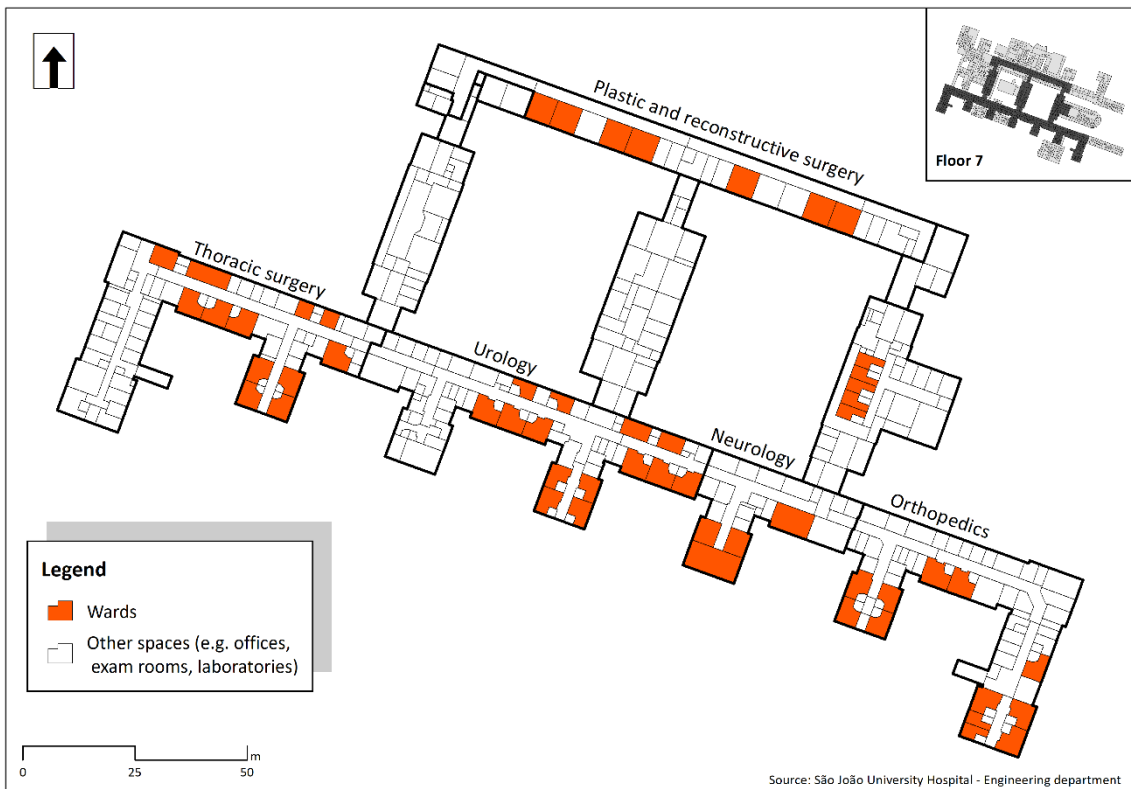 Floor 7
Plastic and reconstructive surgery
Thoracic surgery
Urology
Neurology
Orthopedics
Legend
Wards
Other spaces (e.g. offices,
exam rooms, laboratories)
m
0 25 50
Source: São João University Hospital - Engineering department